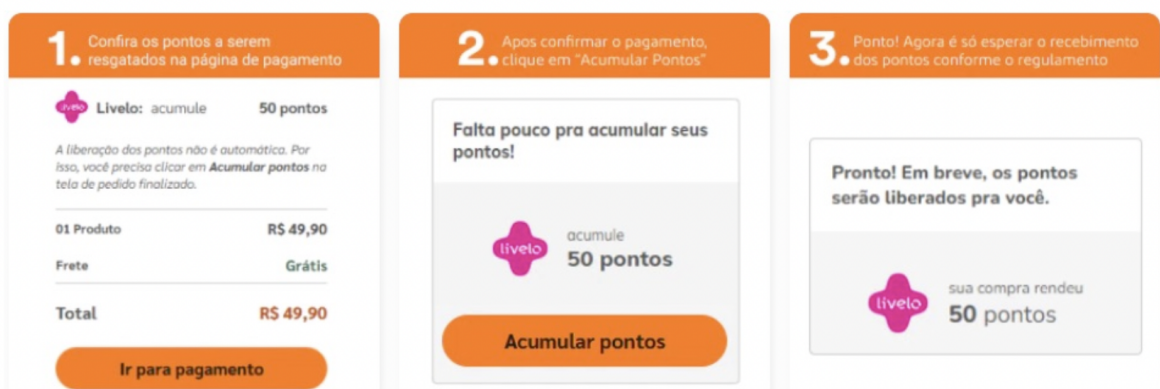 1. Confira os pontos a serem
resgatados na página de pagamento
livelo Livelo: acumule 50 pontos
A liberação dos pontos não é automática. Por
isso, você precisa clicar em Acumular pontos na
tela de pedido finalizado.
01 Produto R$ 49,90
Frete Grátis
Total R$ 49,90
Ir para pagamento
2. Apos confirmar o pagamento,
clique em "Acumular Pontos"
Falta pouco pra acumular seus
pontos!
livelo
acumule
50 pontos
Acumular pontos
3. Ponto! Agora é só esperar o recebimento
dos pontos conforme o regulamento
Pronto! Em breve, os pontos
serão liberados pra você.
livelo
sua compra rendeu
50 pontos